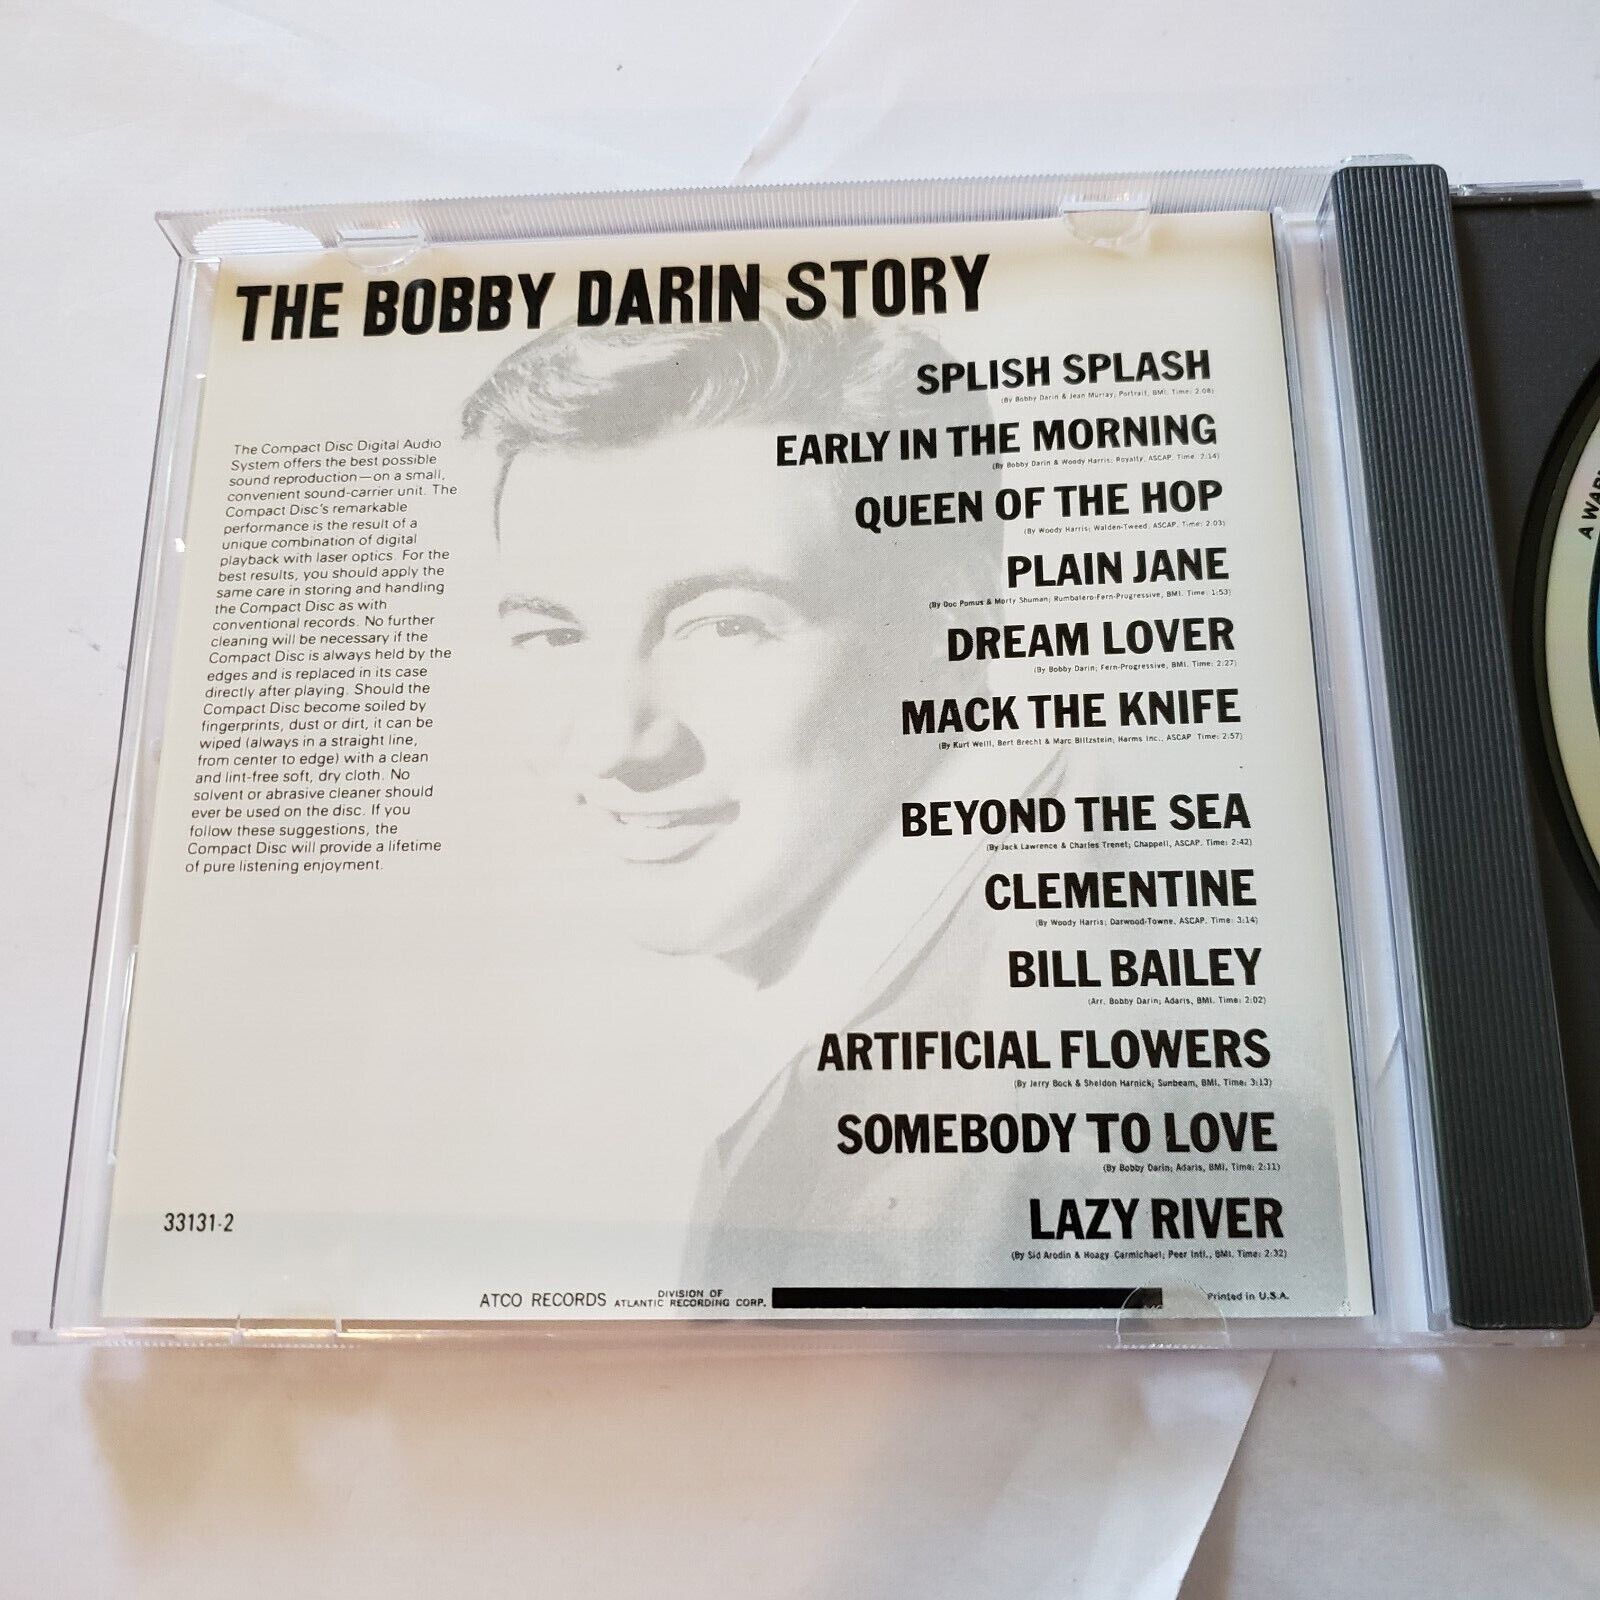 THE BOBBY DARIN STORY
The Compact Disc Digital Audio
System offers the best possible
sound reproduction—on a small,
convenient sound-carrier unit. The
Compact Disc's remarkable
performance is the result of a
unique combination of digital
playback with laser optics. For the
best results, you should apply the
same care in storing and handling
the Compact Disc as with
conventional records. No further
cleaning will be necessary if the
Compact Disc is always held by the
edges and is replaced in its case
directly after playing. Should the
Compact Disc become soiled by
fingerprints, dust or dirt, it can be
wiped (always in a straight line,
from center to edge) with a clean
and lint-free soft, dry cloth. No
solvent or abrasive cleaner should
ever be used on the disc. If you
follow these suggestions, the
Compact Disc will provide a lifetime
of pure listening enjoyment.
SPLISH SPLASH
(By Bobby Darin & Jean Murray; Portrait, BMI. Time: 2:08)
EARLY IN THE MORNING
(By Bobby Darin & Woody Harris; Royalty, ASCAP. Time: 2:14)
QUEEN OF THE HOP
(By Woody Harris; Walden-Tweed, ASCAP. Time: 2:03)
PLAIN JANE
(By Doc Pomus & Morty Shuman; Rumbalero-Fern-Progressive, BMI. Time: 1:53)
DREAM LOVER
(By Bobby Darin; Fern-Progressive, BMI. Time: 2:27)
MACK THE KNIFE
(By Kurt Weill, Bert Brecht & Marc Blitzstein; Harms Inc., ASCAP. Time: 2:57)
BEYOND THE SEA
(By Jack Lawrence & Charles Trenet; Chappell, ASCAP. Time: 2:42)
CLEMENTINE
(By Woody Harris; Darwood-Towne, ASCAP. Time: 3:14)
BILL BAILEY
(Arr. Bobby Darin; Adaris, BMI. Time: 2:02)
ARTIFICIAL FLOWERS
(By Jerry Bock & Sheldon Harnick; Sunbeam, BMI. Time: 3:13)
SOMEBODY TO LOVE
(By Bobby Darin; Adaris, BMI. Time: 2:11)
LAZY RIVER
(By Sid Arodin & Hoagy Carmichael; Peer Intl., BMI. Time: 2:32)
33131-2
ATCO RECORDS DIVISION OF
ATLANTIC RECORDING CORP.
Printed in U.S.A.
A WAR